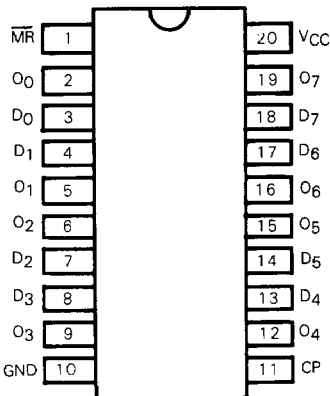 MR 1 20 VCC
O0 2 19 O7
D0 3 18 D7
D1 4 17 D6
O1 5 16 O6
O2 6 15 O5
D2 7 14 D5
D3 8 13 D4
O3 9 12 O4
GND 10 11 CP